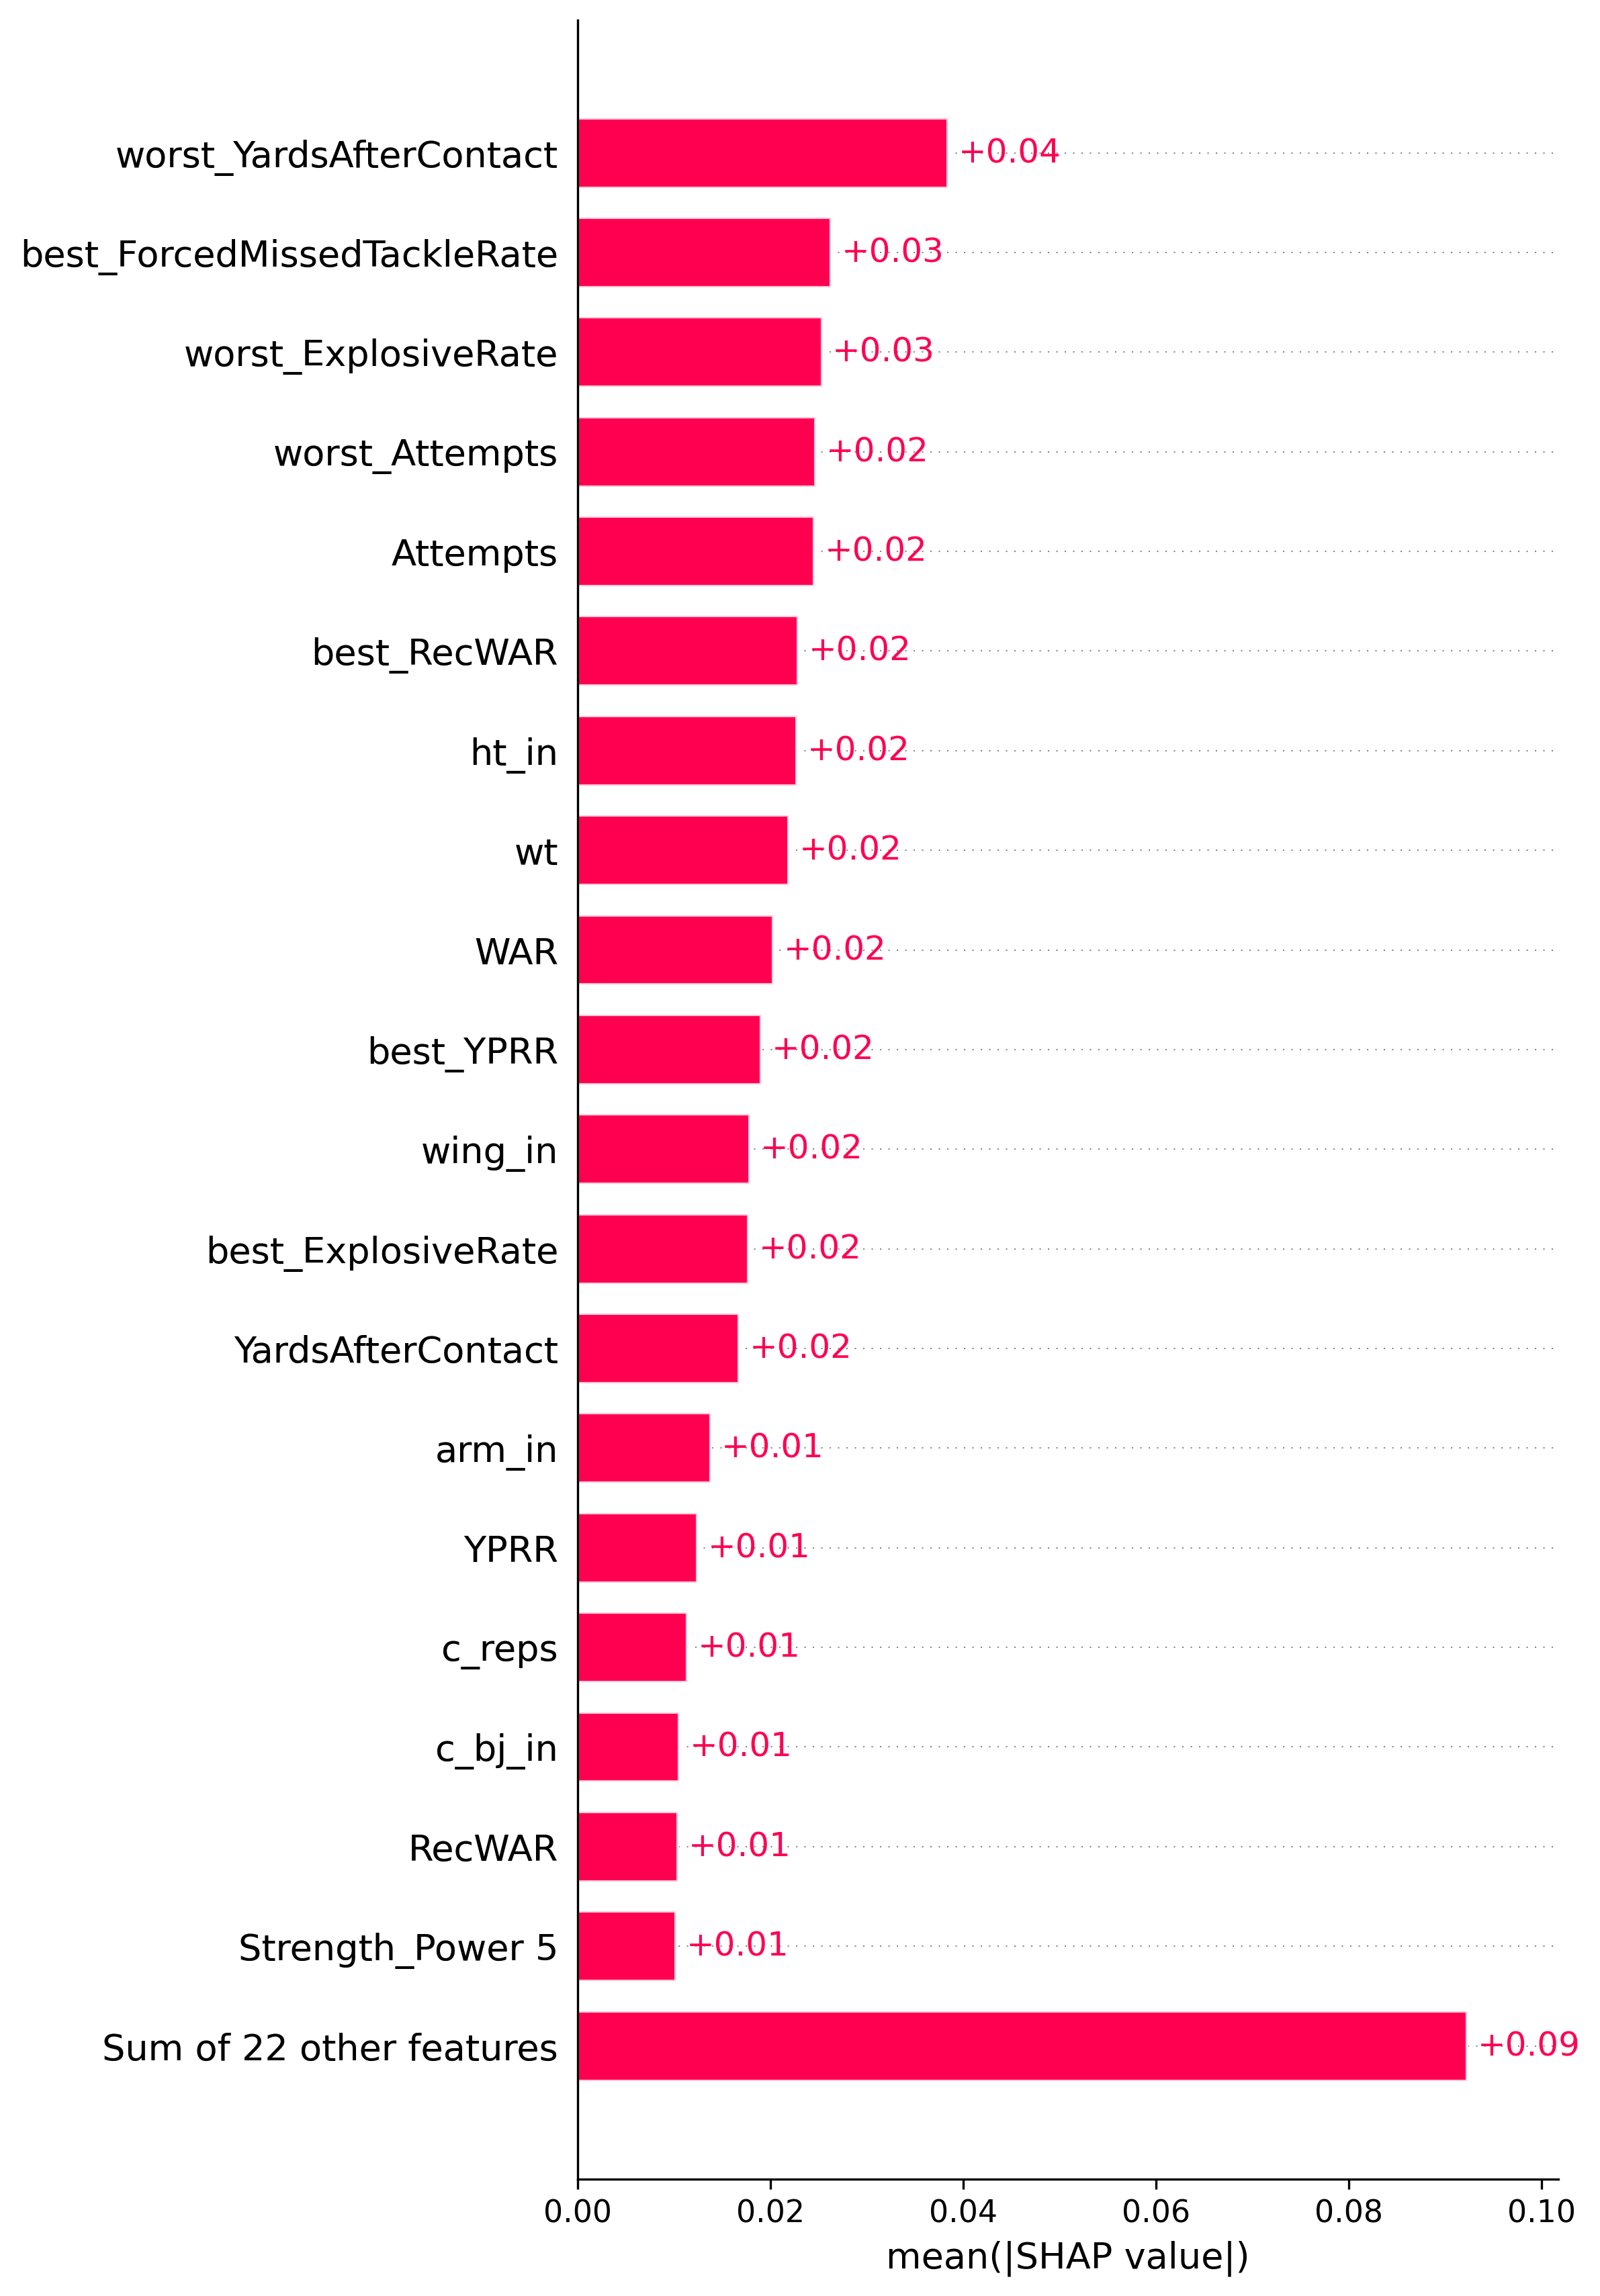 worst_YardsAfterContact +0.04
best_ForcedMissedTackleRate +0.03
worst_ExplosiveRate +0.03
worst_Attempts +0.02
Attempts +0.02
best_RecWAR +0.02
ht_in +0.02
wt +0.02
WAR +0.02
best_YPRR +0.02
wing_in +0.02
best_ExplosiveRate +0.02
YardsAfterContact +0.02
arm_in +0.01
YPRR +0.01
c_reps +0.01
c_bj_in +0.01
RecWAR +0.01
Strength_Power 5 +0.01
Sum of 22 other features +0.09
0.00 0.02 0.04 0.06 0.08 0.10
mean(|SHAP value|)